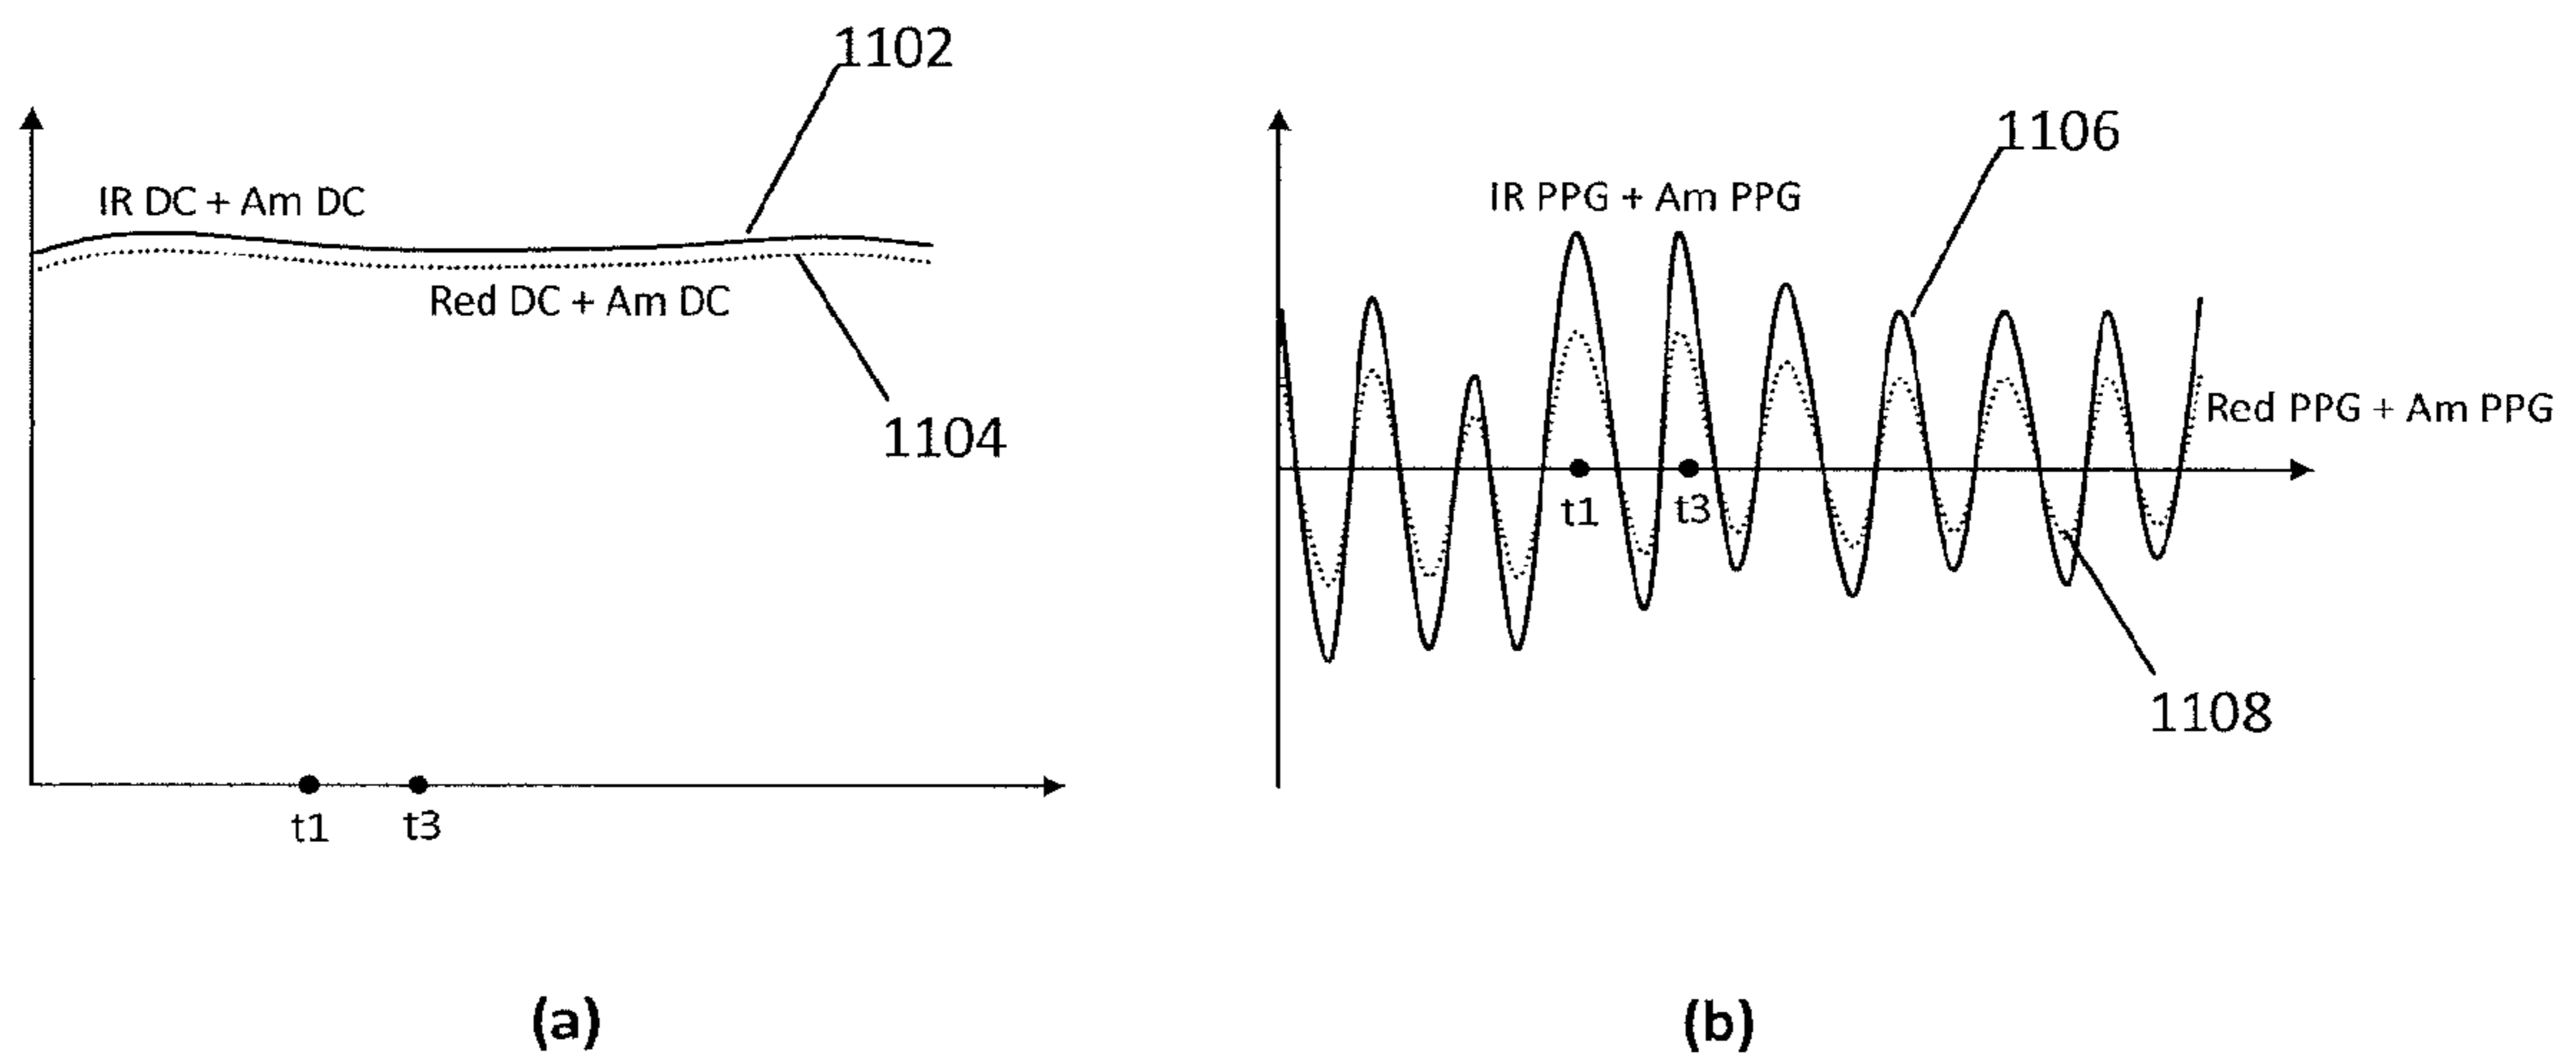 1102
IR DC + Am DC
Red DC + Am DC
1104
t1
t3
(a)
1106
IR PPG + Am PPG
Red PPG + Am PPG
t1
t3
1108
(b)